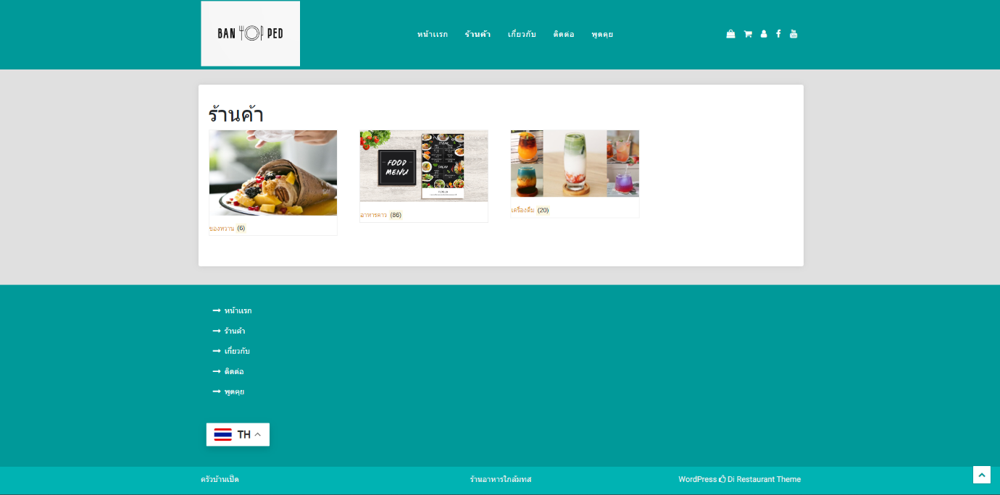 BAN PED
หน้าแรก ร้านค้า เกี่ยวกับ ติดต่อ พูดคุย
ร้านค้า
FOOD
MENU
ของหวาน (6)
อาหารคาว (86)
เครื่องดื่ม (20)
หน้าแรก
ร้านค้า
เกี่ยวกับ
ติดต่อ
พูดคุย
TH
ครัวบ้านเป็ด
ร้านอาหารใกล้มทส
WordPress Di Restaurant Theme